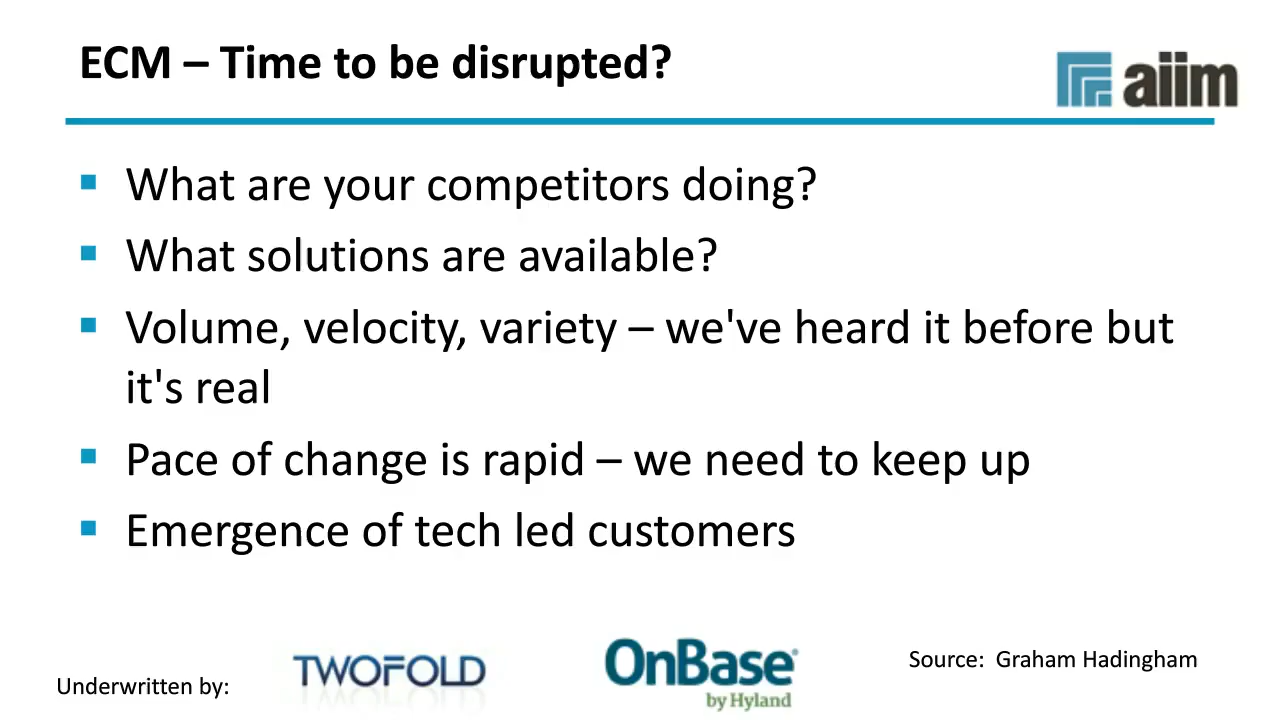 ECM – Time to be disrupted?
aiim
▪ What are your competitors doing?
▪ What solutions are available?
▪ Volume, velocity, variety – we've heard it before but
it's real
▪ Pace of change is rapid – we need to keep up
▪ Emergence of tech led customers
Underwritten by:
TWOFOLD
OnBase®
by Hyland
Source: Graham Hadingham